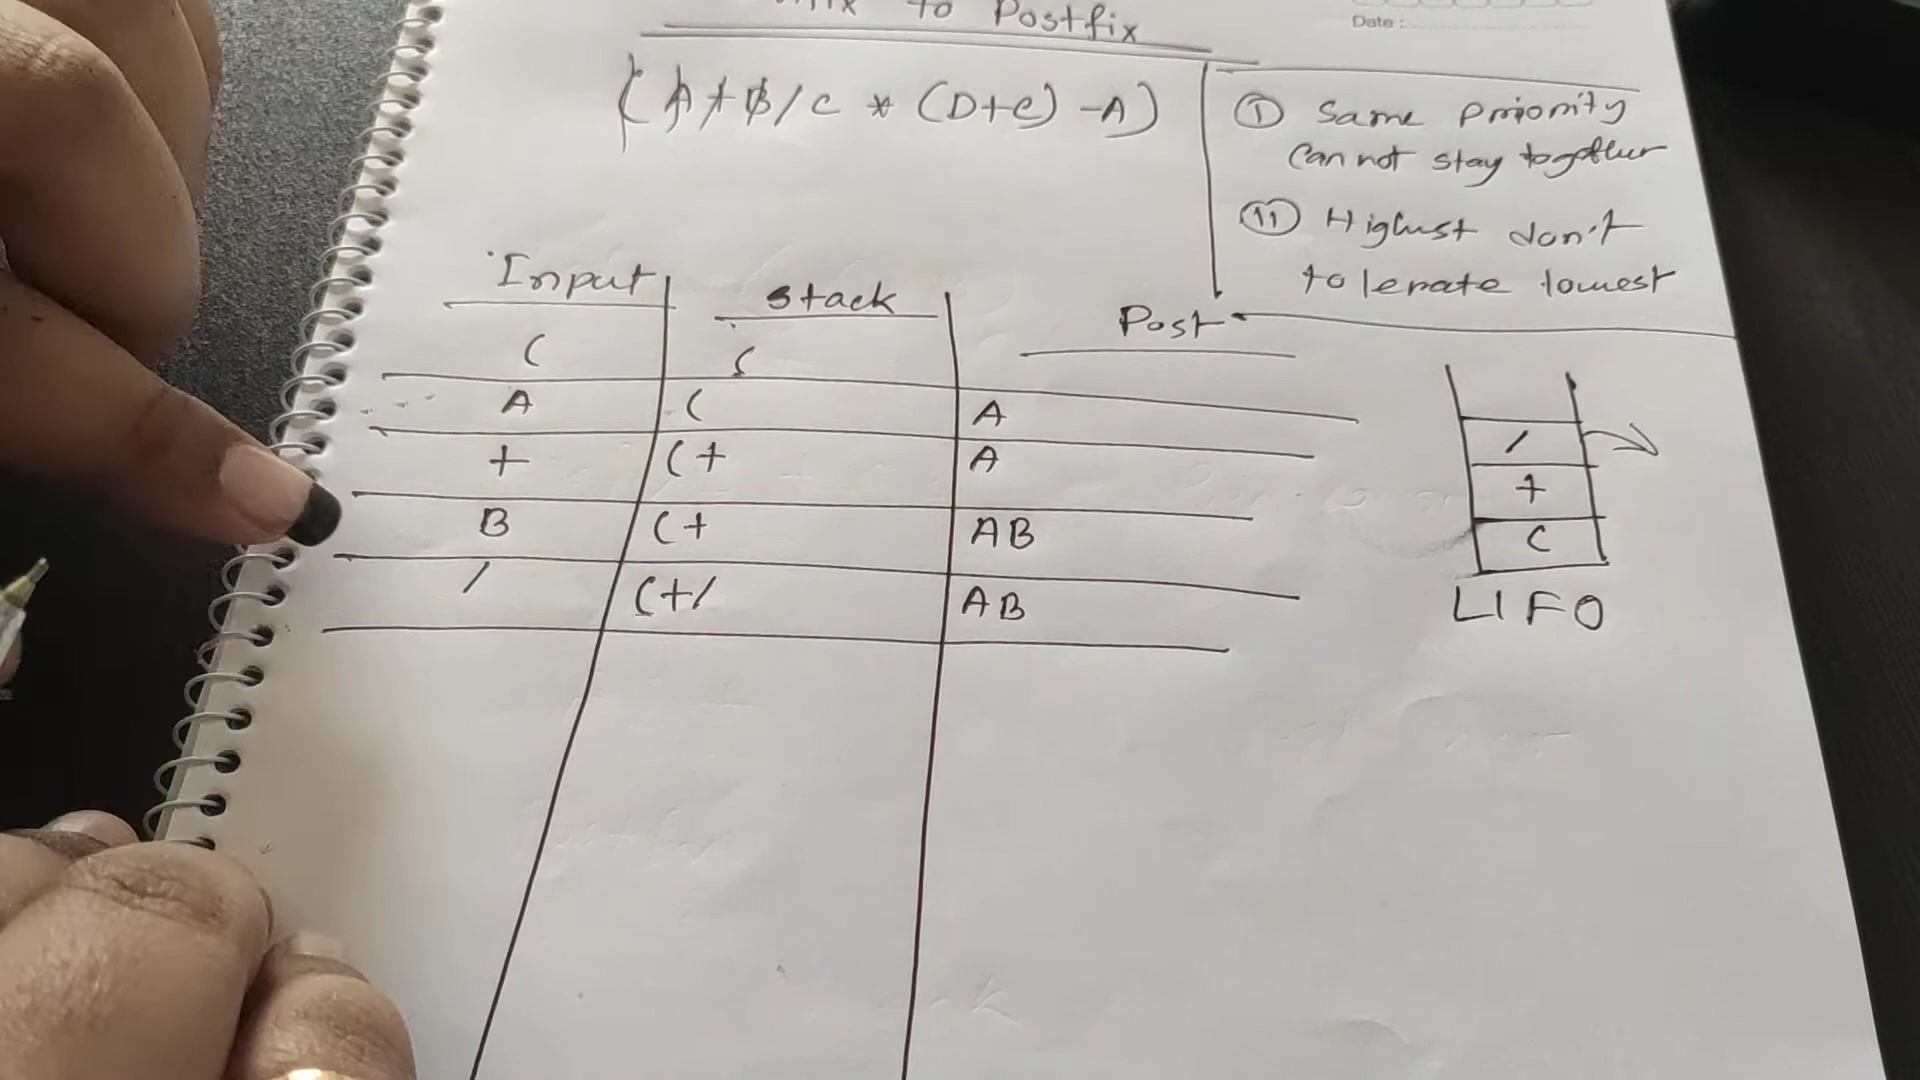 to Postfix
Date :
( A + B / C * ( D + C ) - A )
① Same Priority
Can not stay together
⑪ Highest don't
tolerate lowest
Input Stack Post
( (
A ( A
+ (+ A
B (+ AB
/ (+/ AB
/
+
(
LIFO